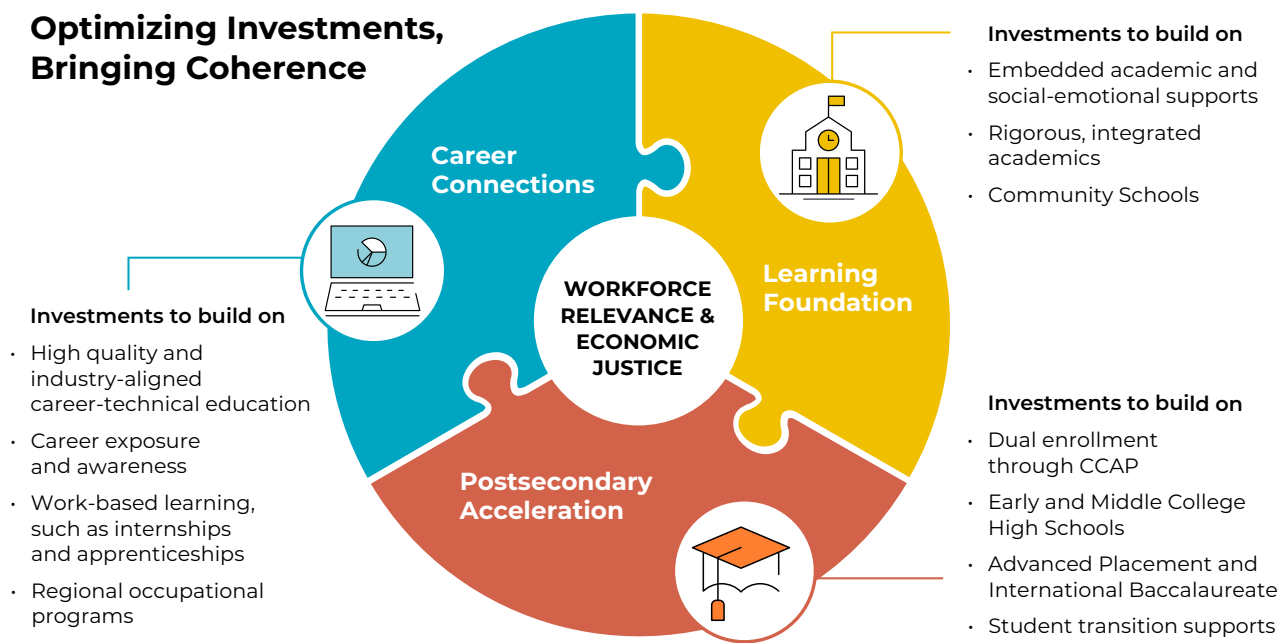 Optimizing Investments,
Bringing Coherence
Career
Connections
Learning
Foundation
Postsecondary
Acceleration
WORKFORCE
RELEVANCE &
ECONOMIC
JUSTICE
Investments to build on
• Embedded academic and
social-emotional supports
• Rigorous, integrated
academics
• Community Schools
Investments to build on
• High quality and
industry-aligned
career-technical education
• Career exposure
and awareness
• Work-based learning,
such as internships
and apprenticeships
• Regional occupational
programs
Investments to build on
• Dual enrollment
through CCAP
• Early and Middle College
High Schools
• Advanced Placement and
International Baccalaureate
• Student transition supports